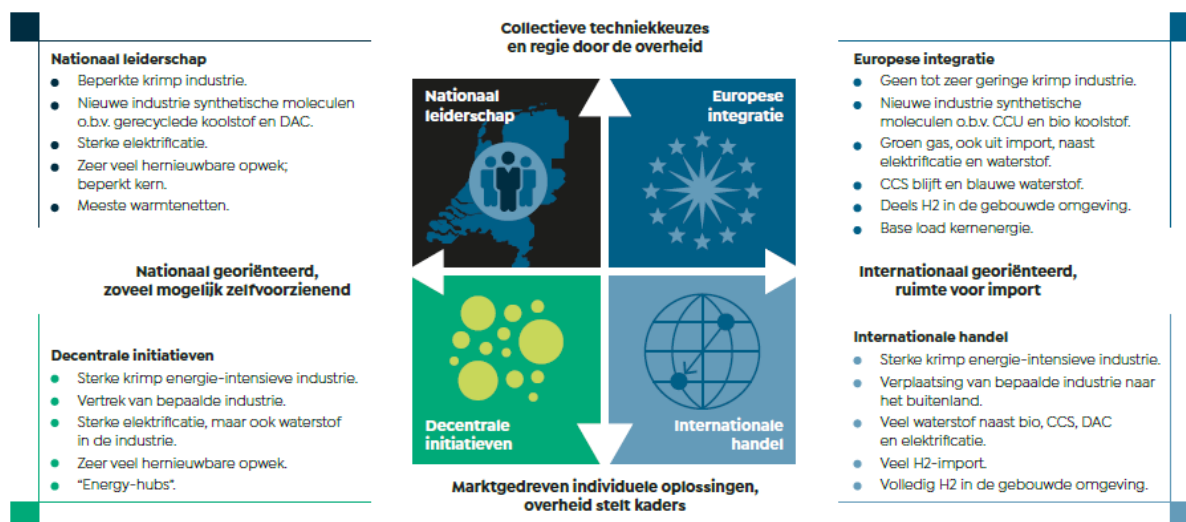 Collectieve techniekkeuzes
en regie door de overheid
Nationaal leiderschap
Beperkte krimp industrie.
Nieuwe industrie synthetische moleculen
o.b.v. gerecyclede koolstof en DAC.
Sterke elektrificatie.
Zeer veel hernieuwbare opwek;
beperkt kern.
Meeste warmtenetten.
Nationaal
leiderschap
Europese
integratie
Europese integratie
Geen tot zeer geringe krimp industrie.
Nieuwe industrie synthetische
moleculen o.b.v. CCU en bio koolstof.
Groen gas, ook uit import, naast
elektrificatie en waterstof.
CCS blijft en blauwe waterstof.
Deels H2 in de gebouwde omgeving.
Base load kernenergie.
Nationaal georiënteerd,
zoveel mogelijk zelfvoorzienend
Internationaal georiënteerd,
ruimte voor import
Decentrale initiatieven
Sterke krimp energie-intensieve industrie.
Vertrek van bepaalde industrie.
Sterke elektrificatie, maar ook waterstof
in de industrie.
Zeer veel hernieuwbare opwek.
"Energy-hubs".
Decentrale
initiatieven
Internationale
handel
Internationale handel
Sterke krimp energie-intensieve industrie.
Verplaatsing van bepaalde industrie naar
het buitenland.
Veel waterstof naast bio, CCS, DAC
en elektrificatie.
Veel H2-import.
Volledig H2 in de gebouwde omgeving.
Marktgedreven individuele oplossingen,
overheid stelt kaders